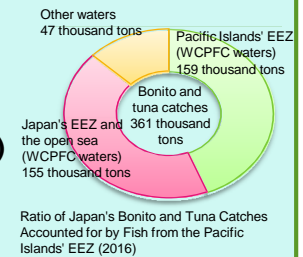 Other waters
47 thousand tons
Pacific Islands' EEZ
(WCPFC waters)
159 thousand tons
Bonito and
tuna catches
361 thousand
tons
Japan's EEZ and
the open sea
(WCPFC waters)
155 thousand tons
Ratio of Japan's Bonito and Tuna Catches
Accounted for by Fish from the Pacific
Islands' EEZ (2016)